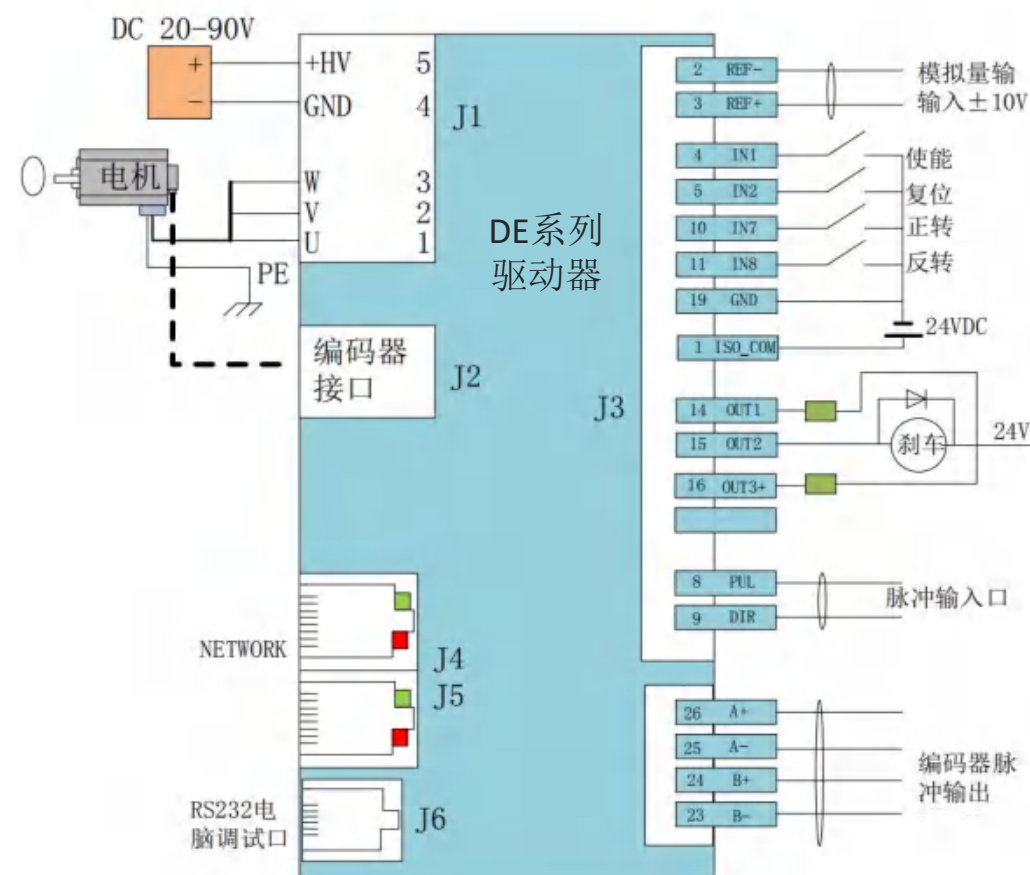 DC 20-90V
+
-
+HV 5
GND 4
J1
W 3
V 2
U 1
电机
PE
DE系列
驱动器
编码器
接口
J2
J3
NETWORK
J4
J5
RS232电
脑调试口
J6
2 REF-
3 REF+
模拟量输
输入±10V
4 IN1
使能
5 IN2
复位
10 IN7
正转
11 IN8
反转
19 GND
24VDC
1 ISO_COM
14 OUT1
15 OUT2
刹车
24V
16 OUT3+
8 PUL
9 DIR
脉冲输入口
26 A+
25 A-
24 B+
23 B-
编码器脉
冲输出